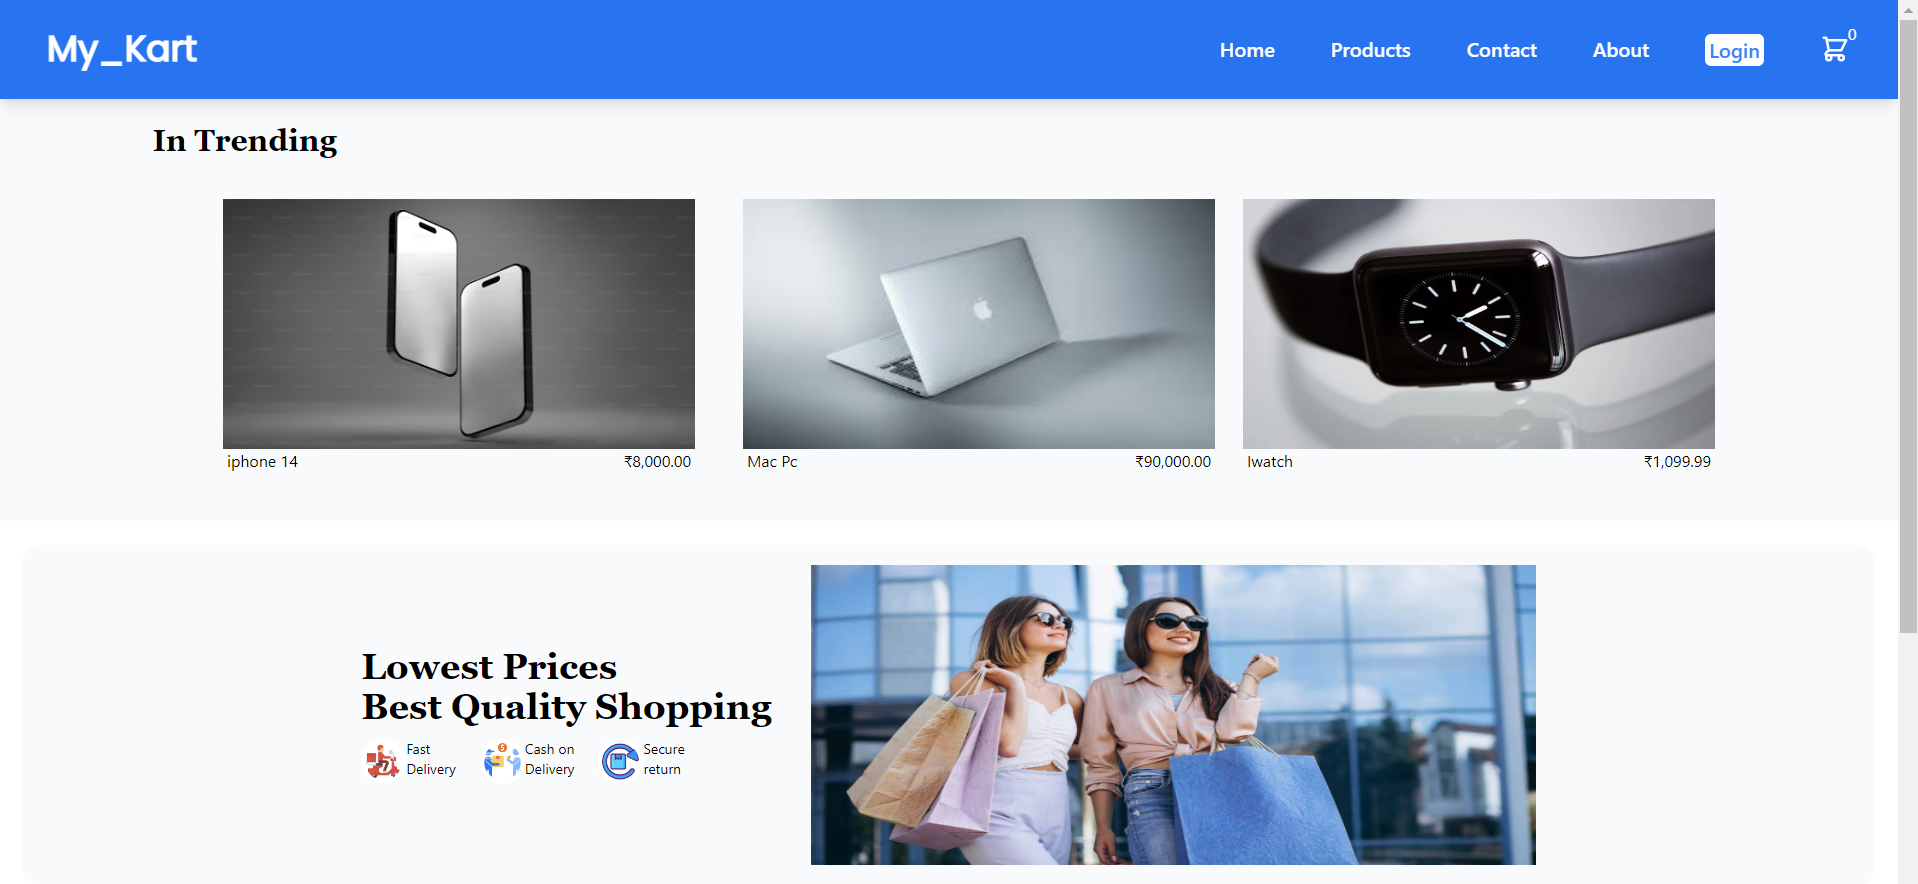 My_Kart
Home Products Contact About Login 0
In Trending
iphone 14 ₹8,000.00
Mac Pc ₹90,000.00
Iwatch ₹1,099.99
Lowest Prices
Best Quality Shopping
Fast
Delivery
Cash on
Delivery
Secure
return